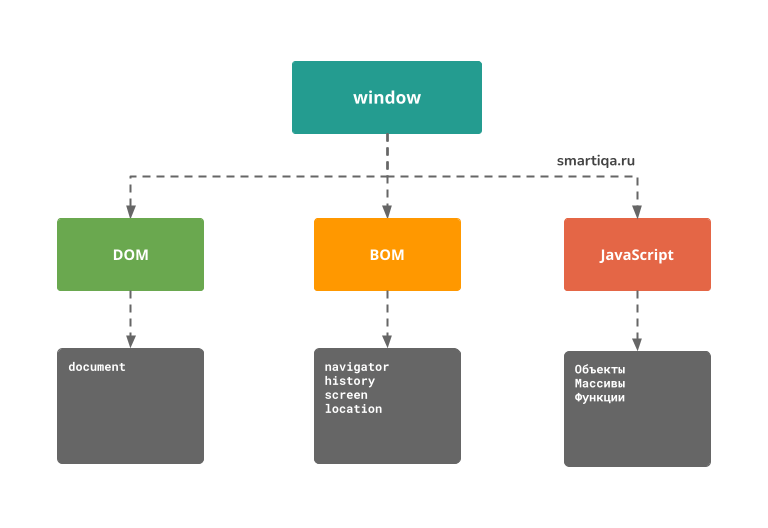 window
smartiqa.ru
DOM
BOM
JavaScript
document
navigator
history
screen
location
Объекты
Массивы
Функции